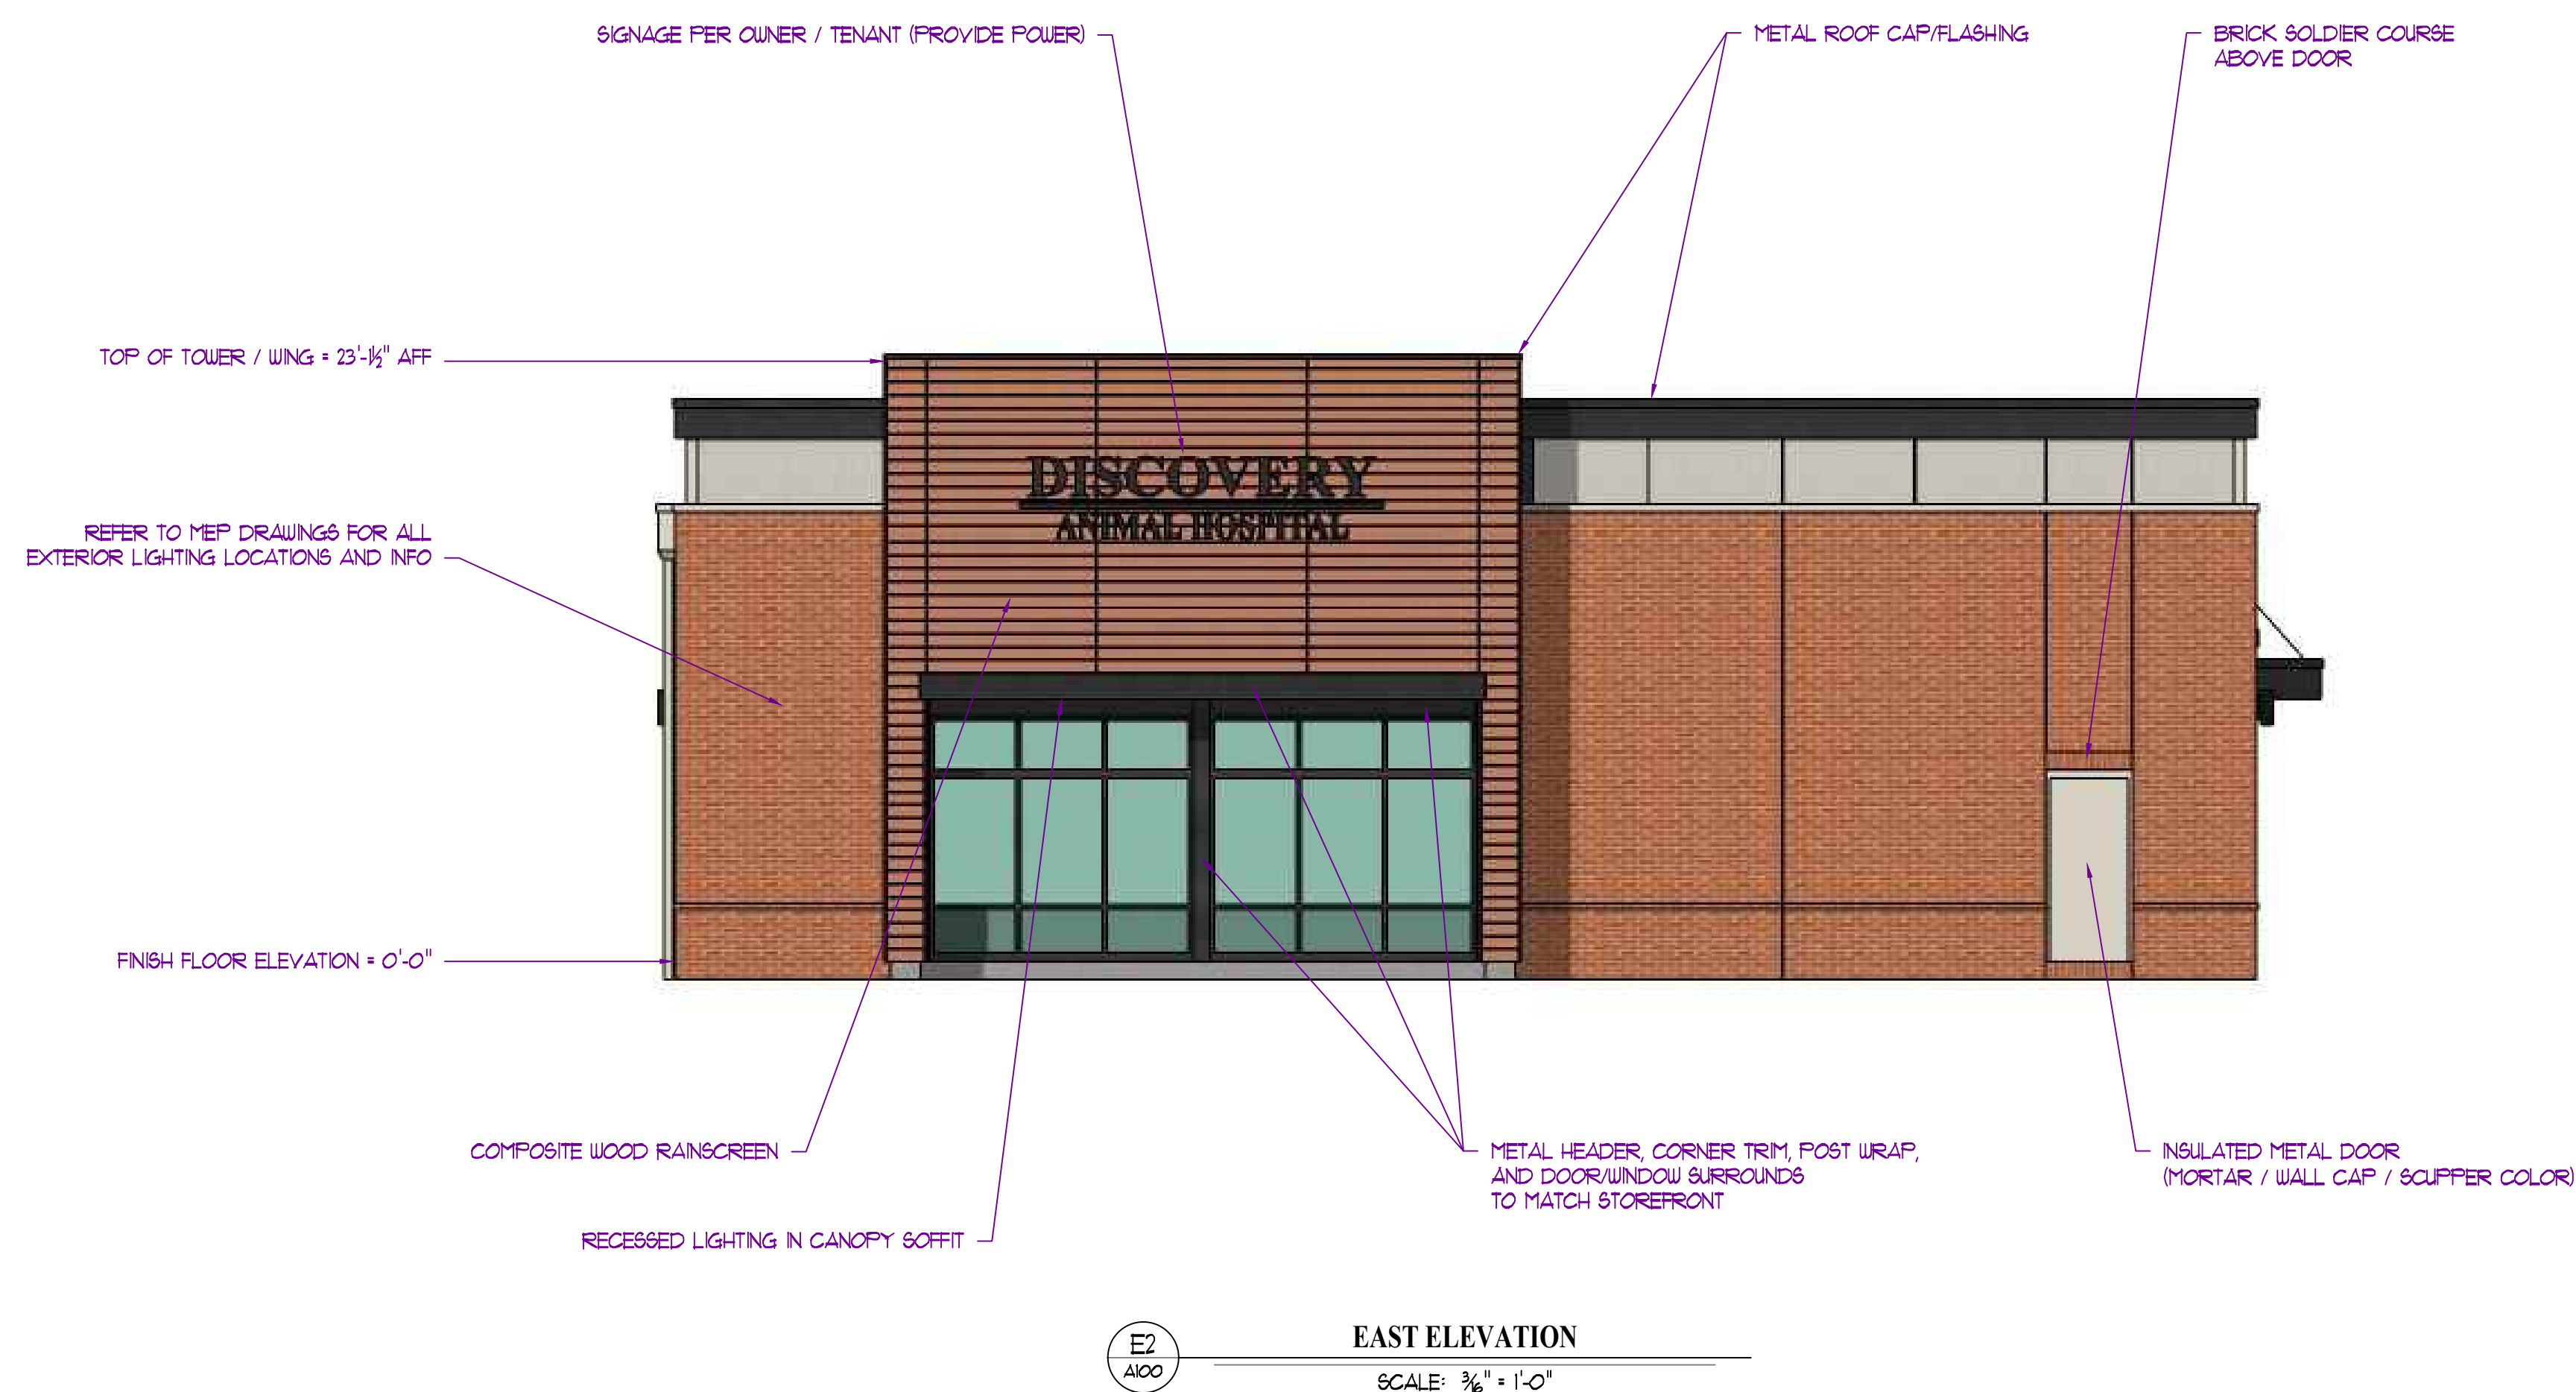 SIGNAGE PER OWNER / TENANT (PROVIDE POWER)
METAL ROOF CAP/FLASHING
BRICK SOLDIER COURSE
ABOVE DOOR
TOP OF TOWER / WING = 23'-1½" AFF
REFER TO MEP DRAWINGS FOR ALL
EXTERIOR LIGHTING LOCATIONS AND INFO
DISCOVERY
ANIMAL HOSPITAL
FINISH FLOOR ELEVATION = 0'-0"
COMPOSITE WOOD RAINSCREEN
METAL HEADER, CORNER TRIM, POST WRAP,
AND DOOR/WINDOW SURROUNDS
TO MATCH STOREFRONT
INSULATED METAL DOOR
(MORTAR / WALL CAP / SCUPPER COLOR)
RECESSED LIGHTING IN CANOPY SOFFIT
E2
A100
EAST ELEVATION
SCALE: 3/16" = 1'-0"